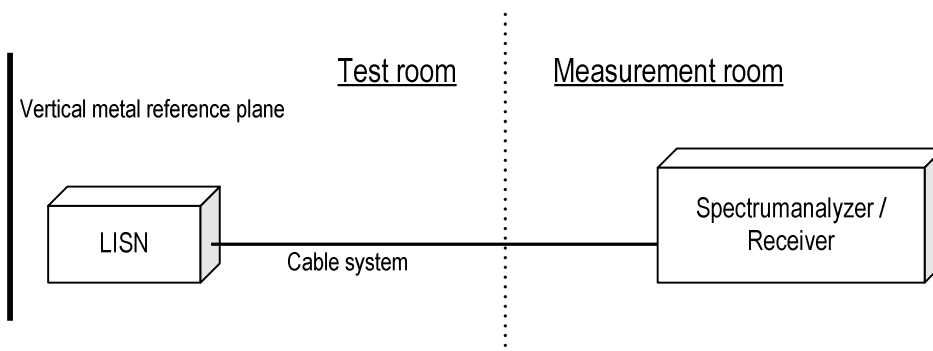 Test room
Measurement room
Vertical metal reference plane
LISN
Cable system
Spectrumanalyzer /
Receiver